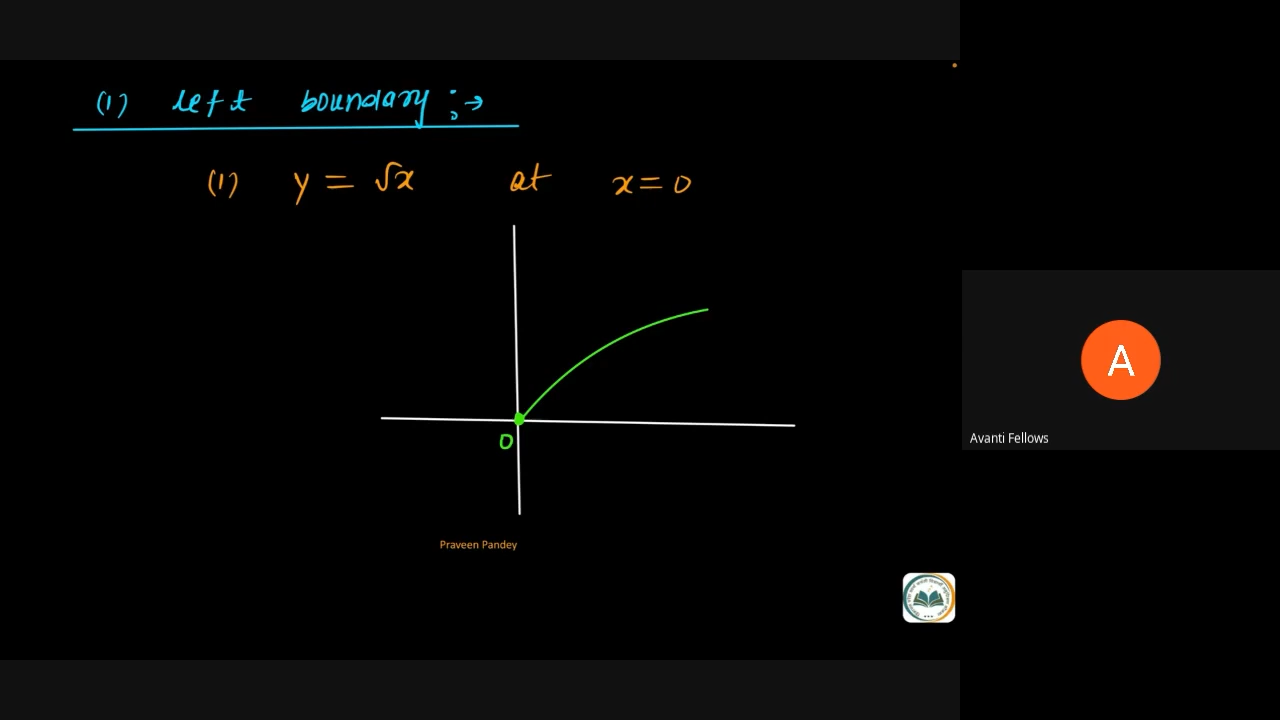 (1) left boundary :→
(1) y = √x at x = 0
0
Praveen Pandey
A
Avanti Fellows